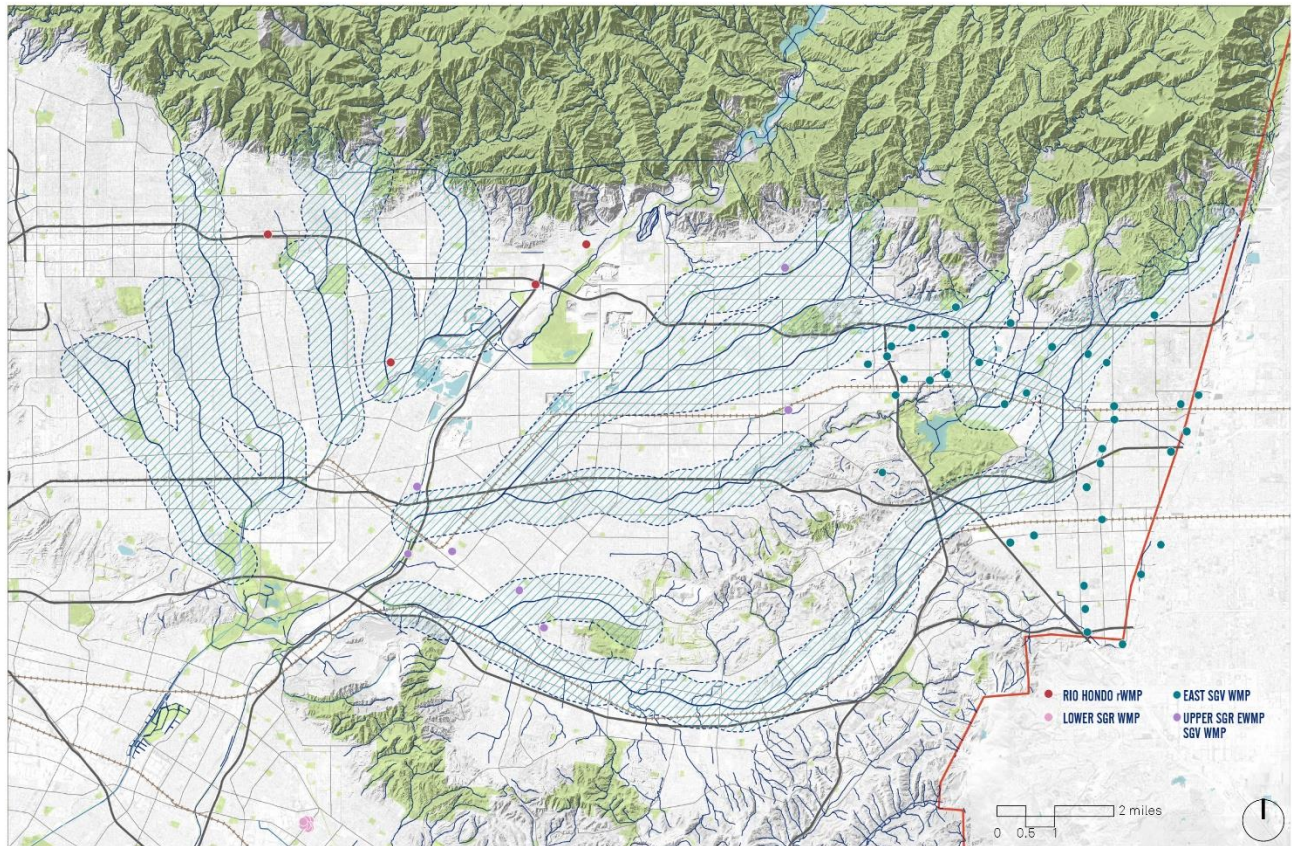 RIO HONDO rWMP
EAST SGV WMP
LOWER SGR WMP
UPPER SGR EWMP
SGV WMP
2 miles
0 0.5 1